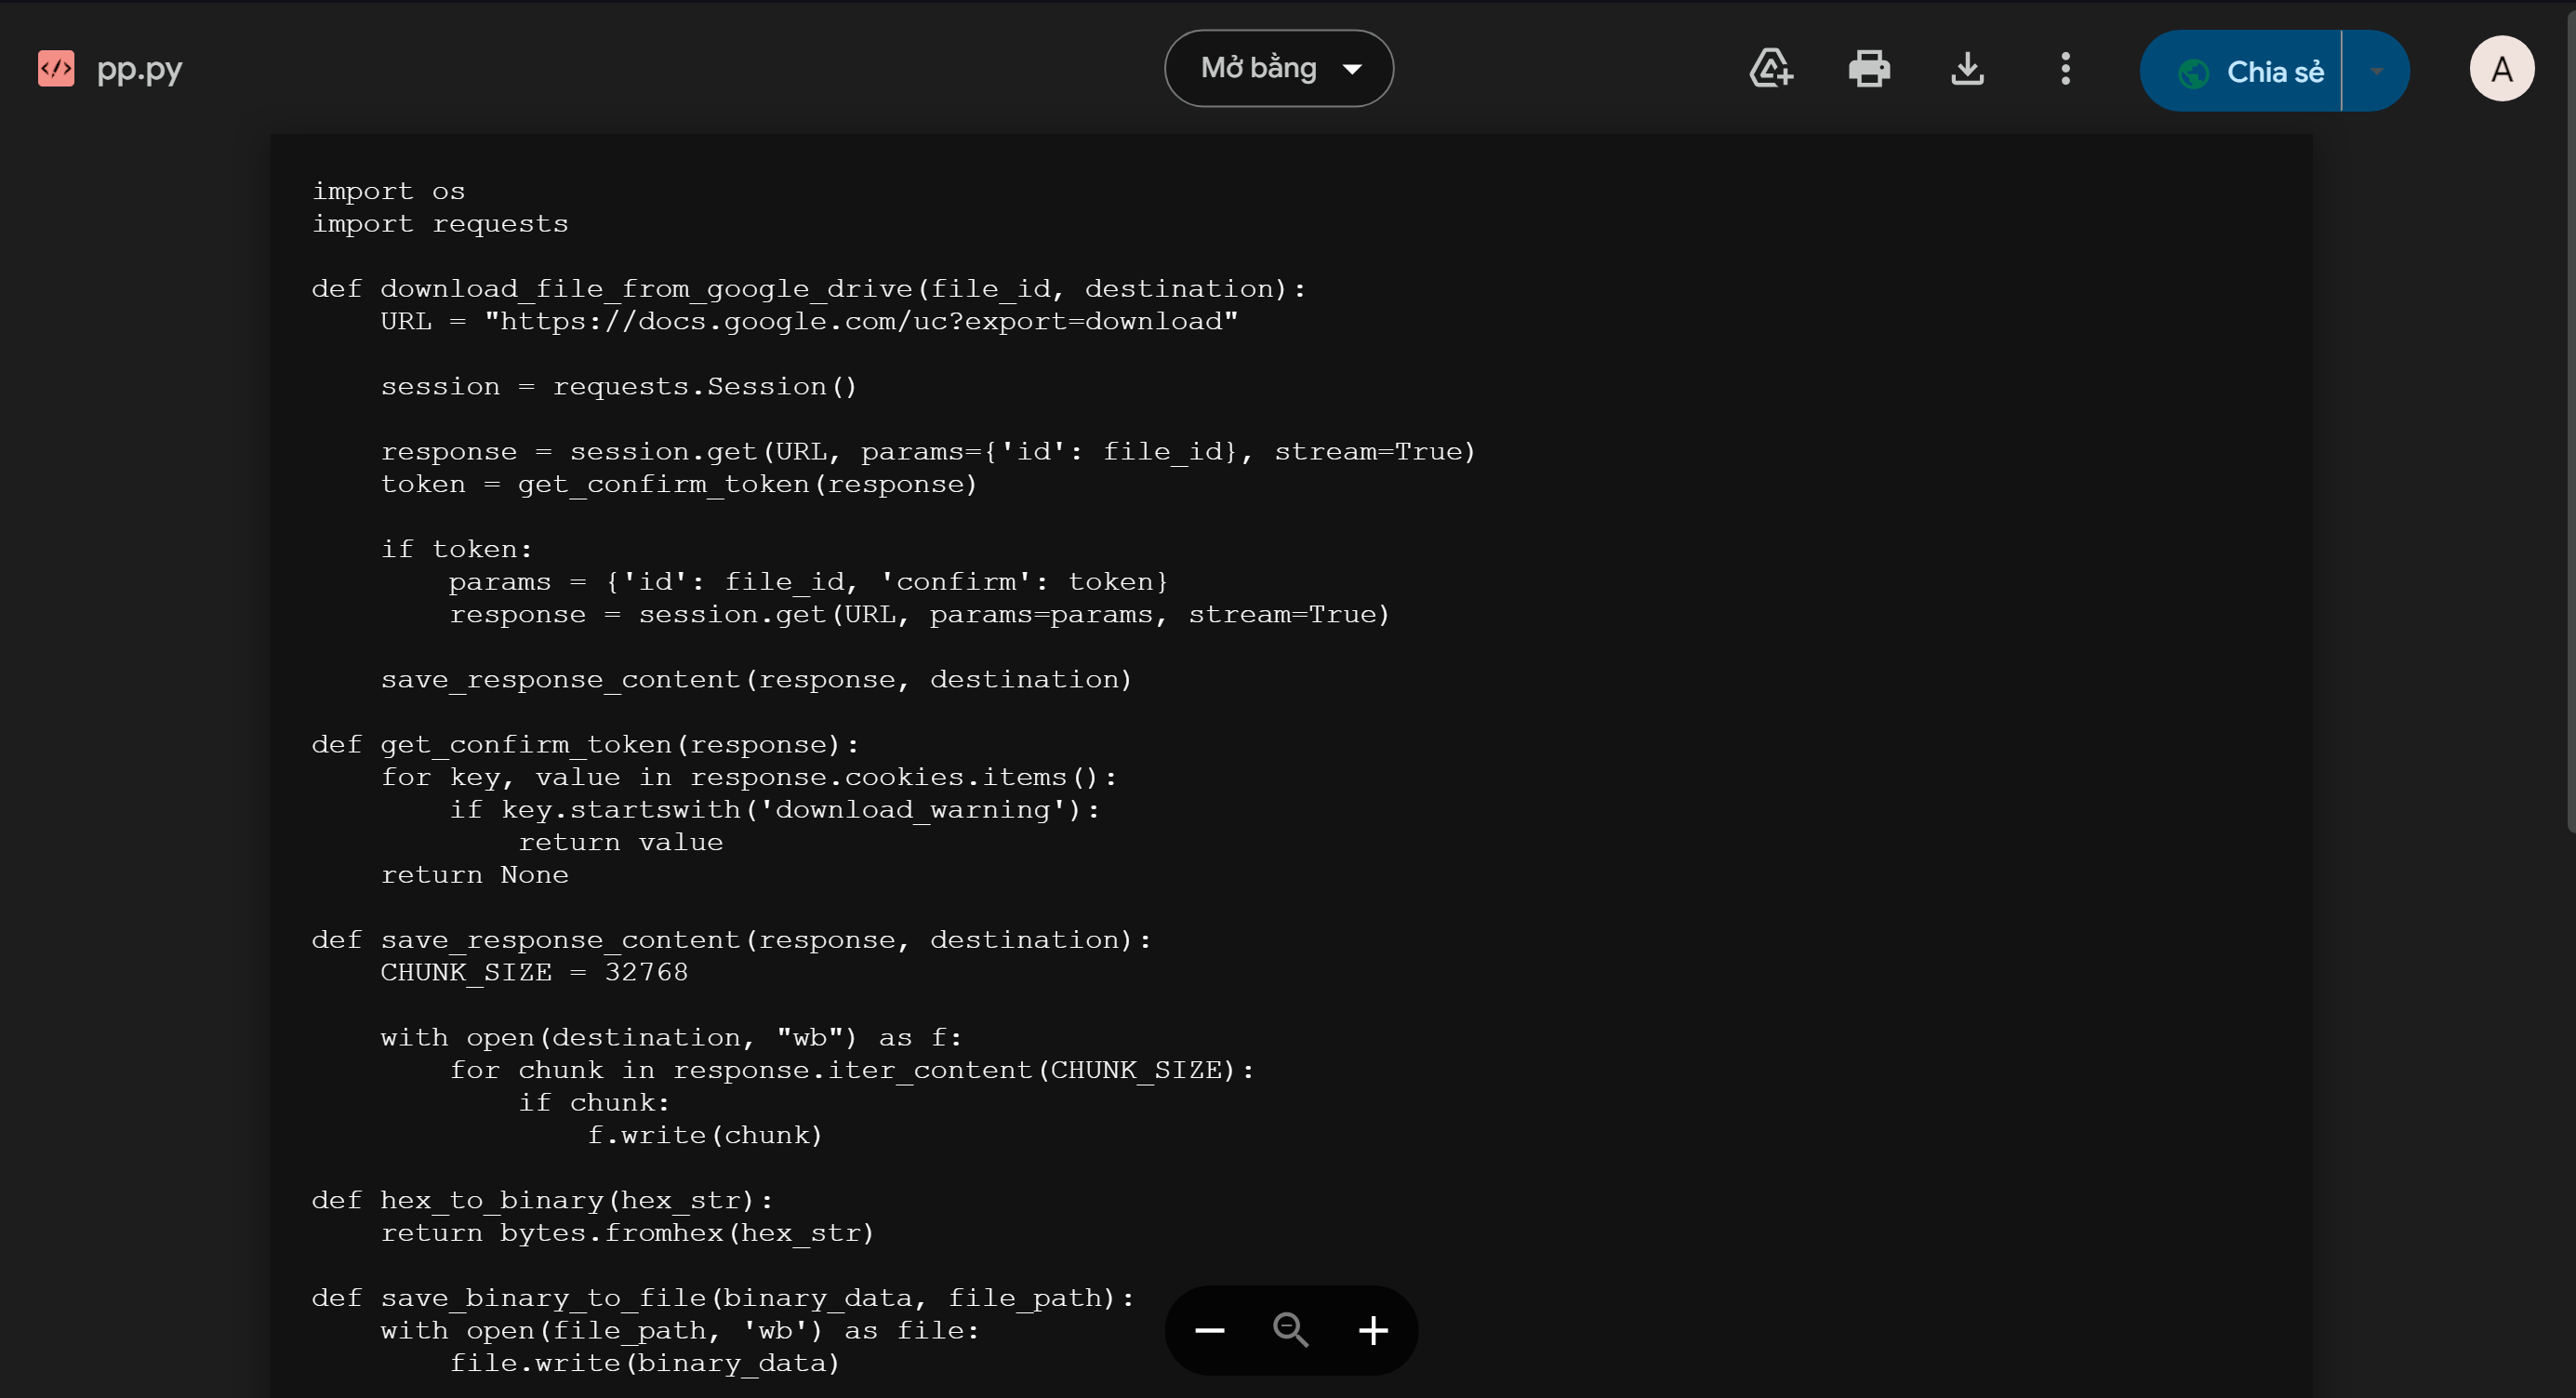 pp.py
Mở bằng
Chia sẻ
A
import os
import requests
def download_file_from_google_drive(file_id, destination):
    URL = "https://docs.google.com/uc?export=download"
    session = requests.Session()
    response = session.get(URL, params={'id': file_id}, stream=True)
    token = get_confirm_token(response)
    if token:
        params = {'id': file_id, 'confirm': token}
        response = session.get(URL, params=params, stream=True)
    save_response_content(response, destination)
def get_confirm_token(response):
    for key, value in response.cookies.items():
        if key.startswith('download_warning'):
            return value
    return None
def save_response_content(response, destination):
    CHUNK_SIZE = 32768
    with open(destination, "wb") as f:
        for chunk in response.iter_content(CHUNK_SIZE):
            if chunk:
                f.write(chunk)
def hex_to_binary(hex_str):
    return bytes.fromhex(hex_str)
def save_binary_to_file(binary_data, file_path):
    with open(file_path, 'wb') as file:
        file.write(binary_data)